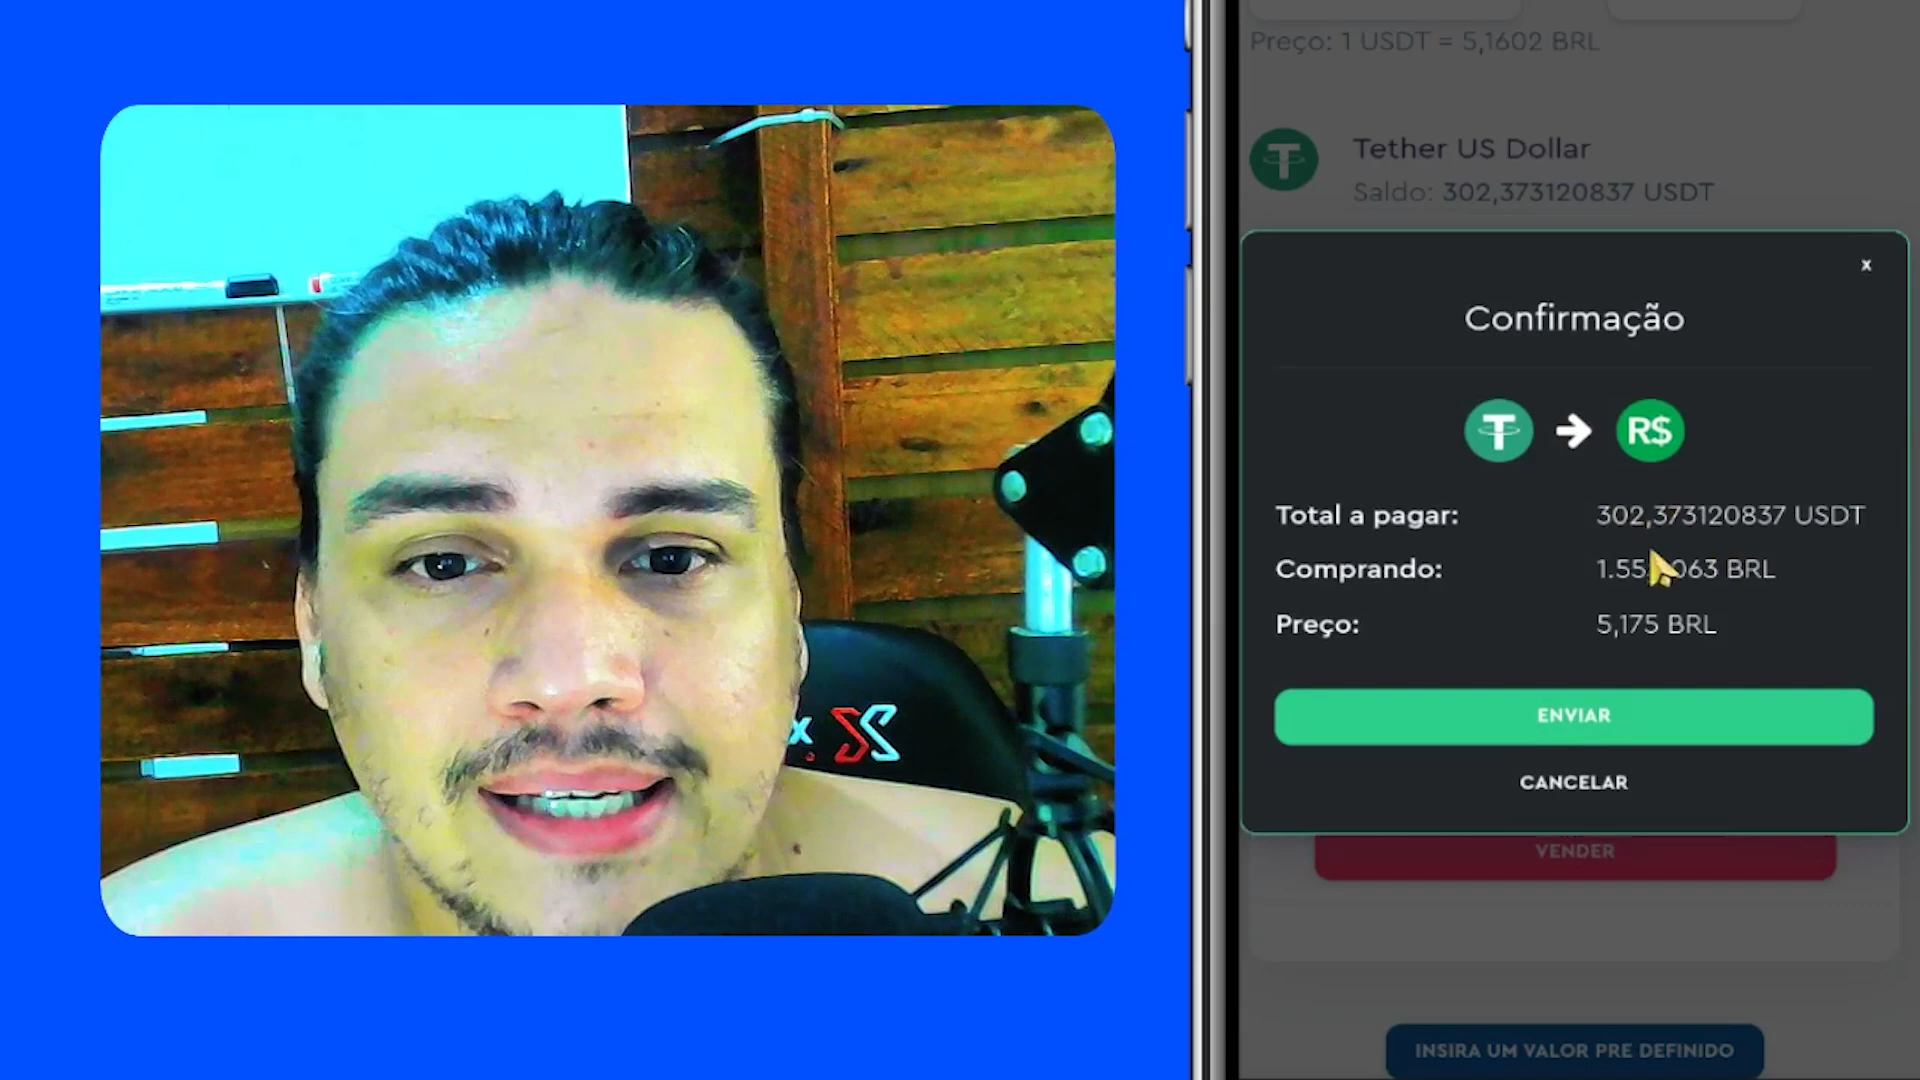 Preço: 1 USDT = 5,1602 BRL
Tether US Dollar
Saldo: 302,373120837 USDT
x
Confirmação
R$
Total a pagar: 302,373120837 USDT
Comprando: BRL
Preço: 5,175 BRL
ENVIAR
CANCELAR
VENDER
INSIRA UM VALOR PRE DEFINIDO